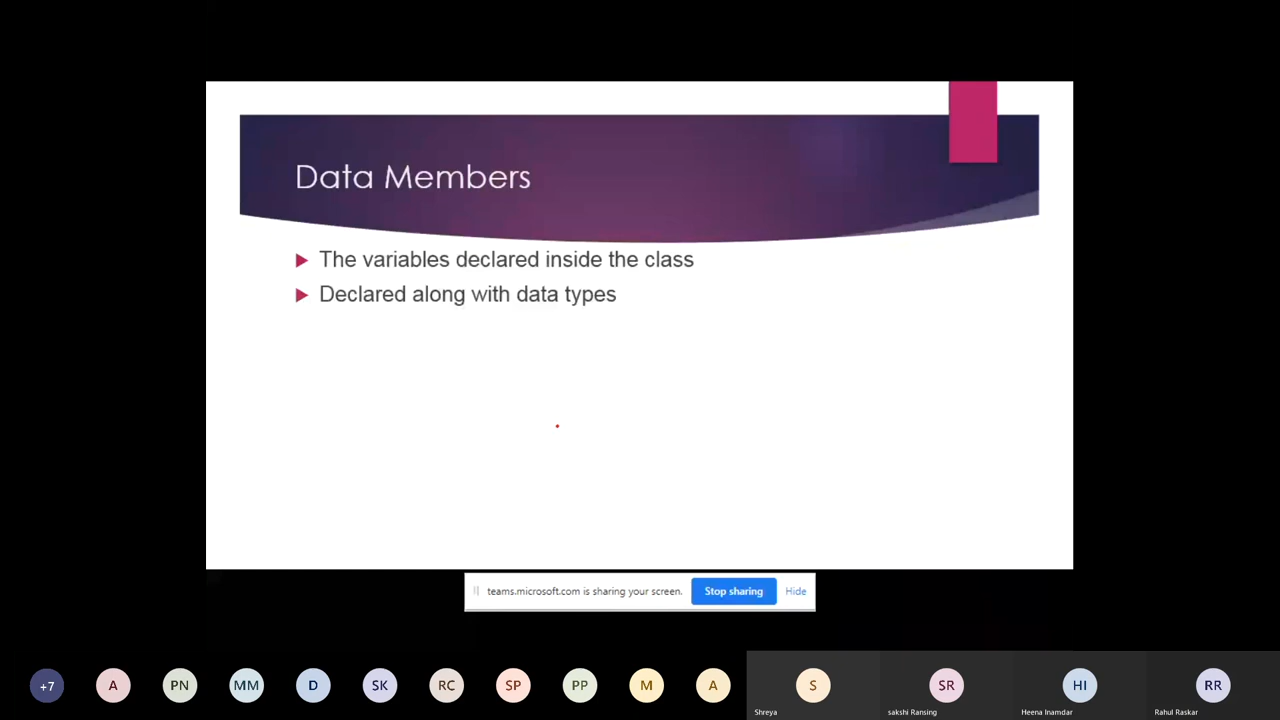 Data Members
The variables declared inside the class
Declared along with data types
teams.microsoft.com is sharing your screen. Stop sharing Hide
+7 A PN MM D SK RC SP PP M A S SR HI RR
Shreya sakshi Ransing Heena Inamdar Rahul Raskar